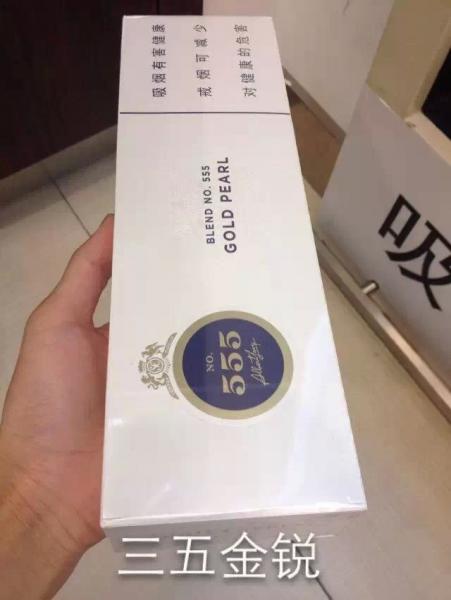 吸烟有害健康
戒烟可减少
对健康的危害
BLEND NO. 555
GOLD PEARL
NO.
555
吸
三五金锐